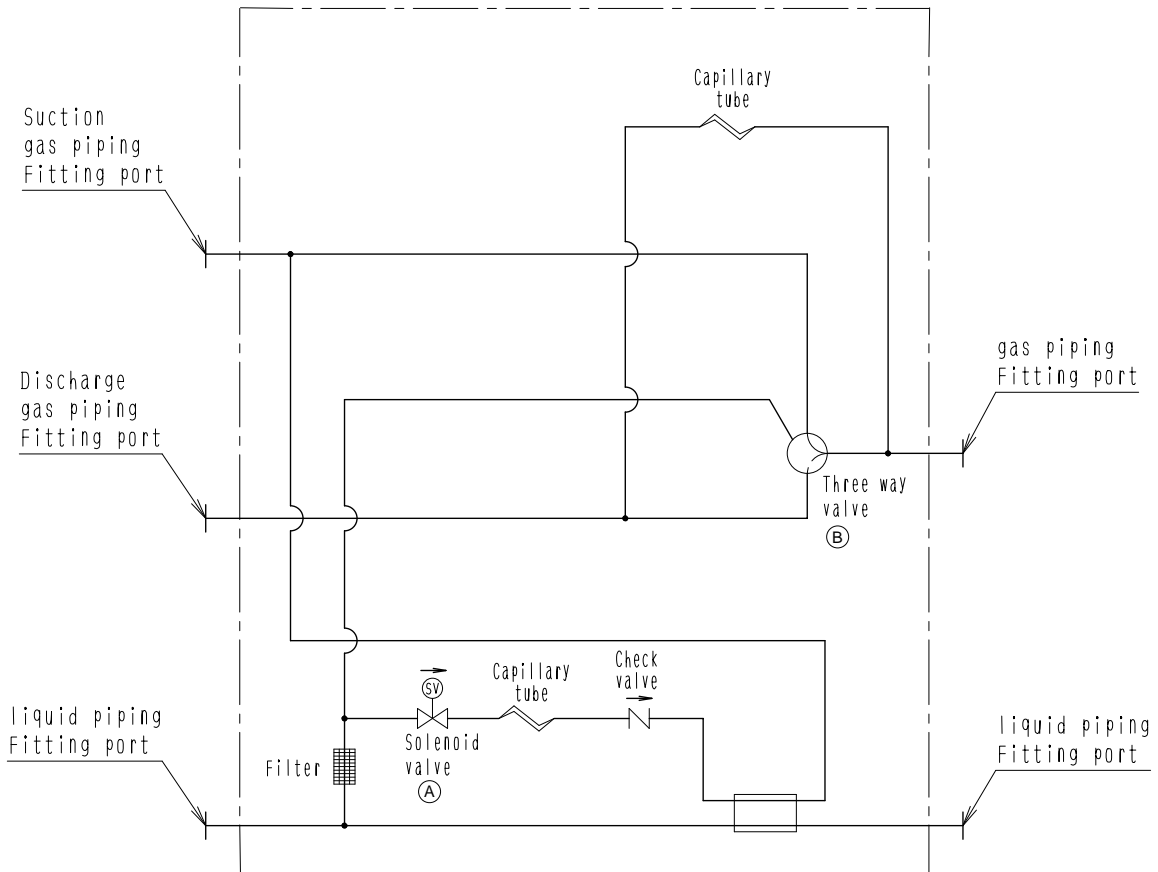 Capillary
tube
Suction
gas piping
Fitting port
gas piping
Fitting port
Discharge
gas piping
Fitting port
Three way
valve
B
Capillary
tube
Check
valve
SV
liquid piping
Fitting port
Solenoid
valve
A
Filter
liquid piping
Fitting port